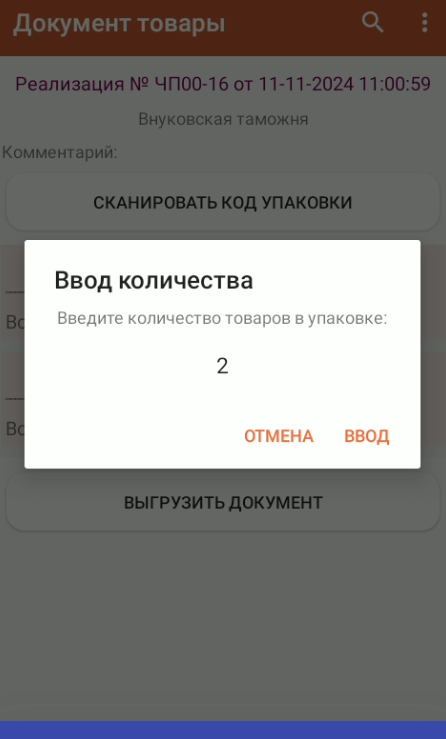 Документ товары
Реализация № ЧП00-16 от 11-11-2024 11:00:59
Внуковская таможня
Комментарий:
СКАНИРОВАТЬ КОД УПАКОВКИ
Ввод количества
Введите количество товаров в упаковке:
2
ОТМЕНА ВВОД
ВЫГРУЗИТЬ ДОКУМЕНТ